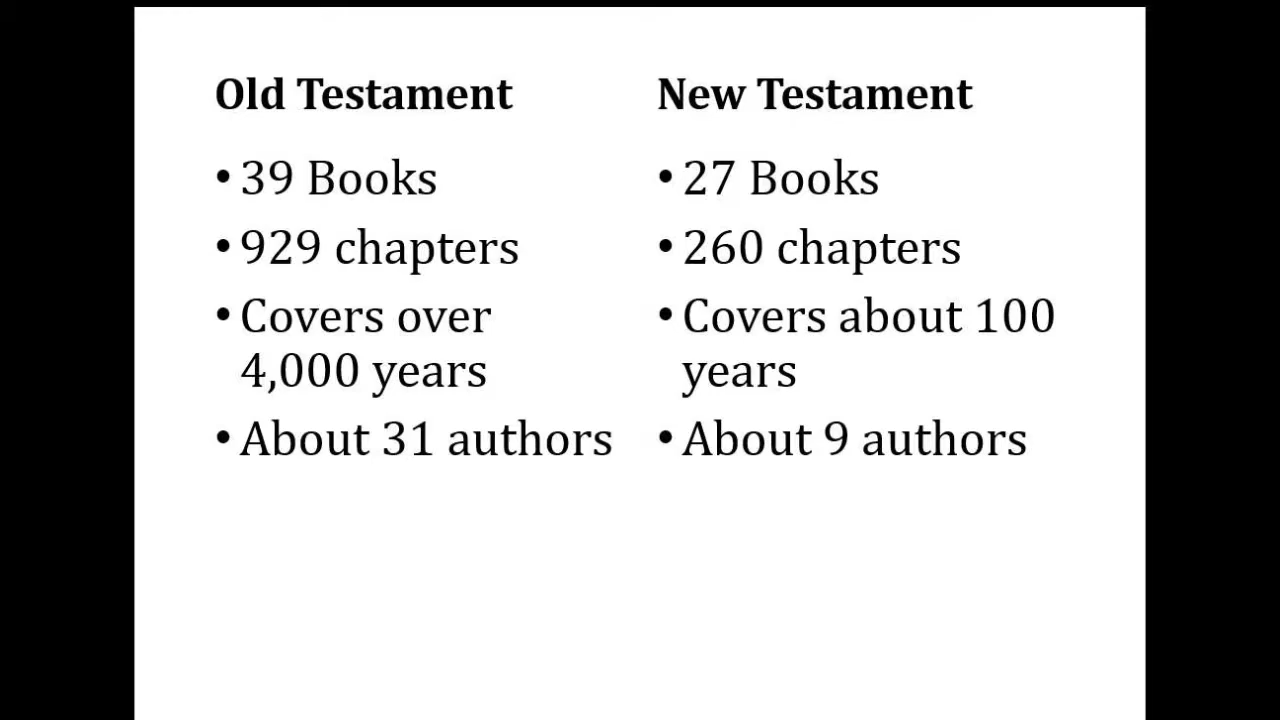 Old Testament
• 39 Books
• 929 chapters
• Covers over
4,000 years
• About 31 authors
New Testament
• 27 Books
• 260 chapters
• Covers about 100
years
• About 9 authors